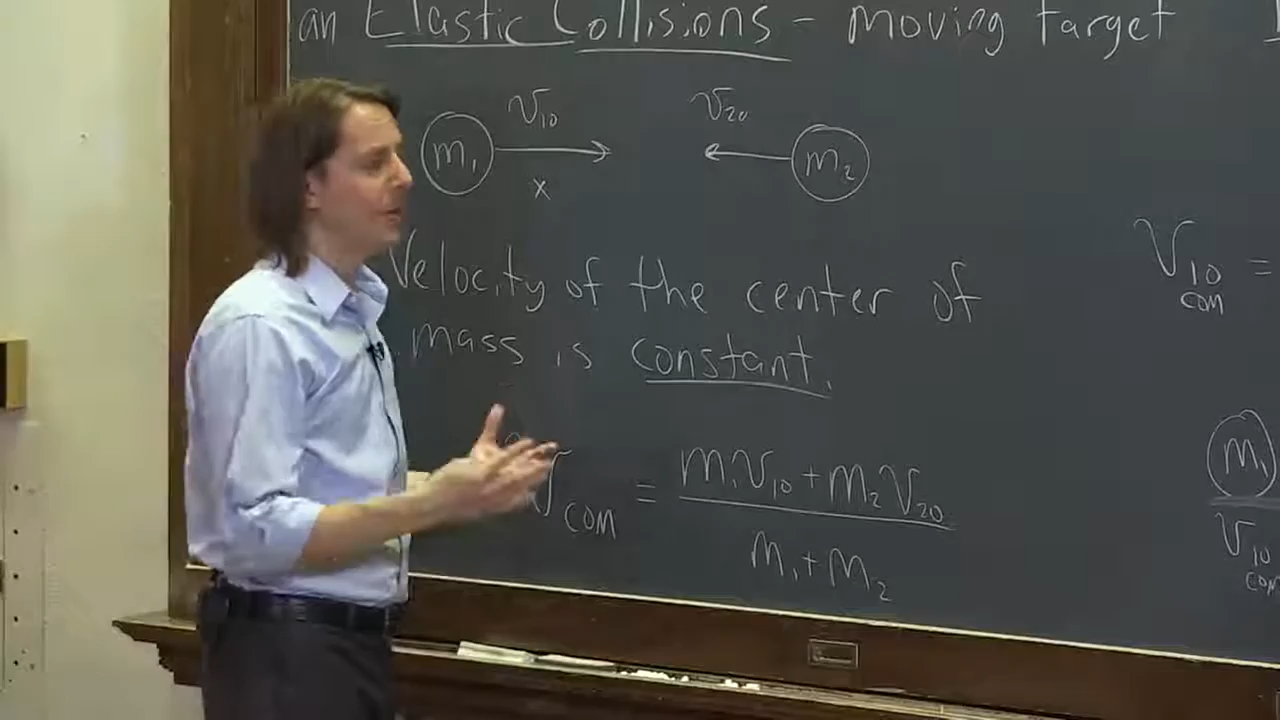 an Elastic Collisions - moving target
v₁₀ v₂₀
m₁ m₂
x
Velocity of the center of
mass is constant.
V₁₀ =
com
V_com = m₁v₁₀ + m₂v₂₀
m₁ + m₂
m₁
V₁₀
com